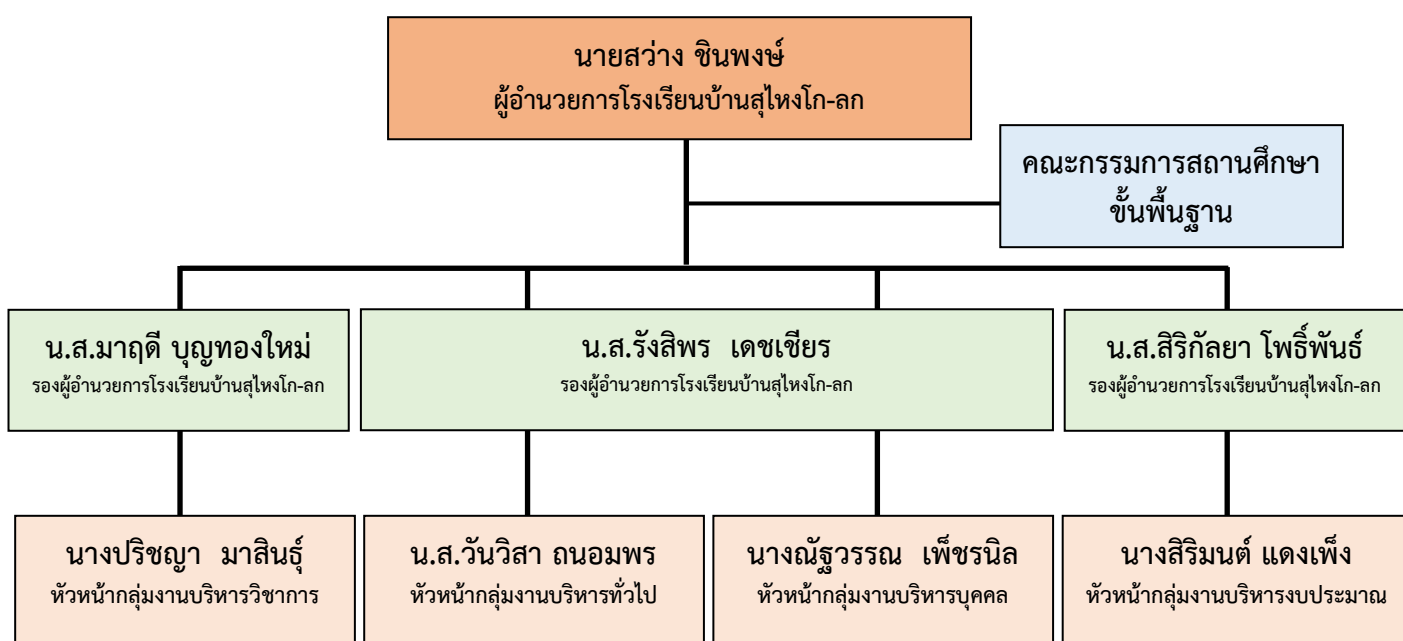 นายสว่าง ชินพงษ์
ผู้อำนวยการโรงเรียนบ้านสุไหงโก-ลก
คณะกรรมการสถานศึกษา
ขั้นพื้นฐาน
น.ส.มาฤดี บุญทองใหม่
รองผู้อำนวยการโรงเรียนบ้านสุไหงโก-ลก
น.ส.รังสิพร เดชเชียร
รองผู้อำนวยการโรงเรียนบ้านสุไหงโก-ลก
น.ส.สิริกัลยา โพธิ์พันธ์
รองผู้อำนวยการโรงเรียนบ้านสุไหงโก-ลก
นางปริชญา มาสินธุ์
หัวหน้ากลุ่มงานบริหารวิชาการ
น.ส.วันวิสา ถนอมพร
หัวหน้ากลุ่มงานบริหารทั่วไป
นางณัฐวรรณ เพ็ชรนิล
หัวหน้ากลุ่มงานบริหารบุคคล
นางสิริมนต์ แดงเพ็ง
หัวหน้ากลุ่มงานบริหารงบประมาณ